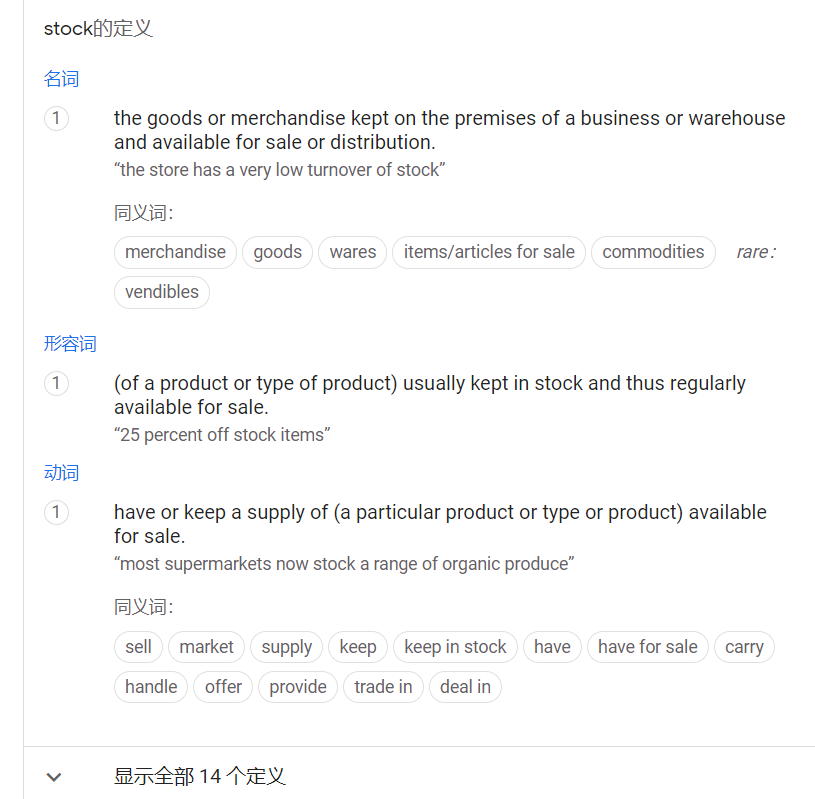 stock的定义
名词
1
the goods or merchandise kept on the premises of a business or warehouse
and available for sale or distribution.
“the store has a very low turnover of stock”
同义词：
merchandise goods wares items/articles for sale commodities rare：
vendibles
形容词
1
(of a product or type of product) usually kept in stock and thus regularly
available for sale.
“25 percent off stock items”
动词
1
have or keep a supply of (a particular product or type or product) available
for sale.
“most supermarkets now stock a range of organic produce”
同义词：
sell market supply keep keep in stock have have for sale carry
handle offer provide trade in deal in
显示全部 14 个定义